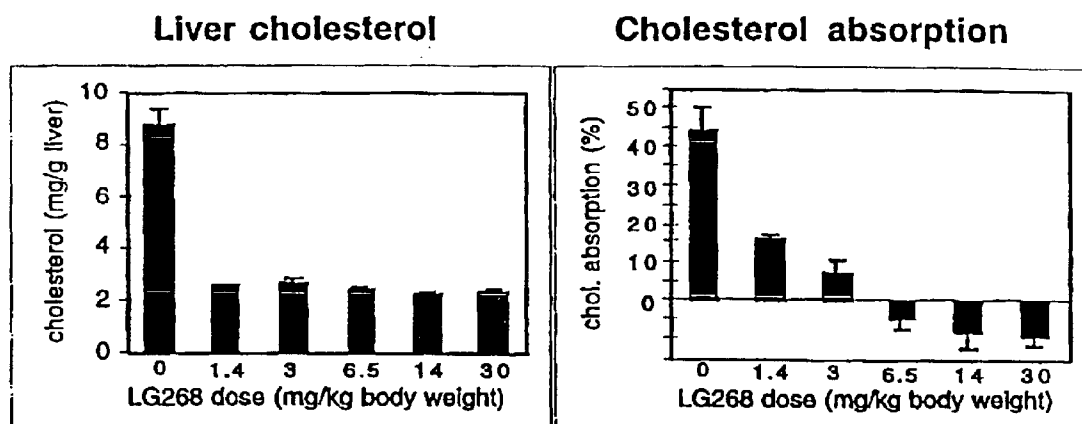 Liver cholesterol
cholesterol (mg/g liver)
10
8
6
4
2
0
0 1.4 3 6.5 14 30
LG268 dose (mg/kg body weight)
Cholesterol absorption
chol. absorption (%)
50
40
30
20
10
0
0 1.4 3 6.5 14 30
LG268 dose (mg/kg body weight)